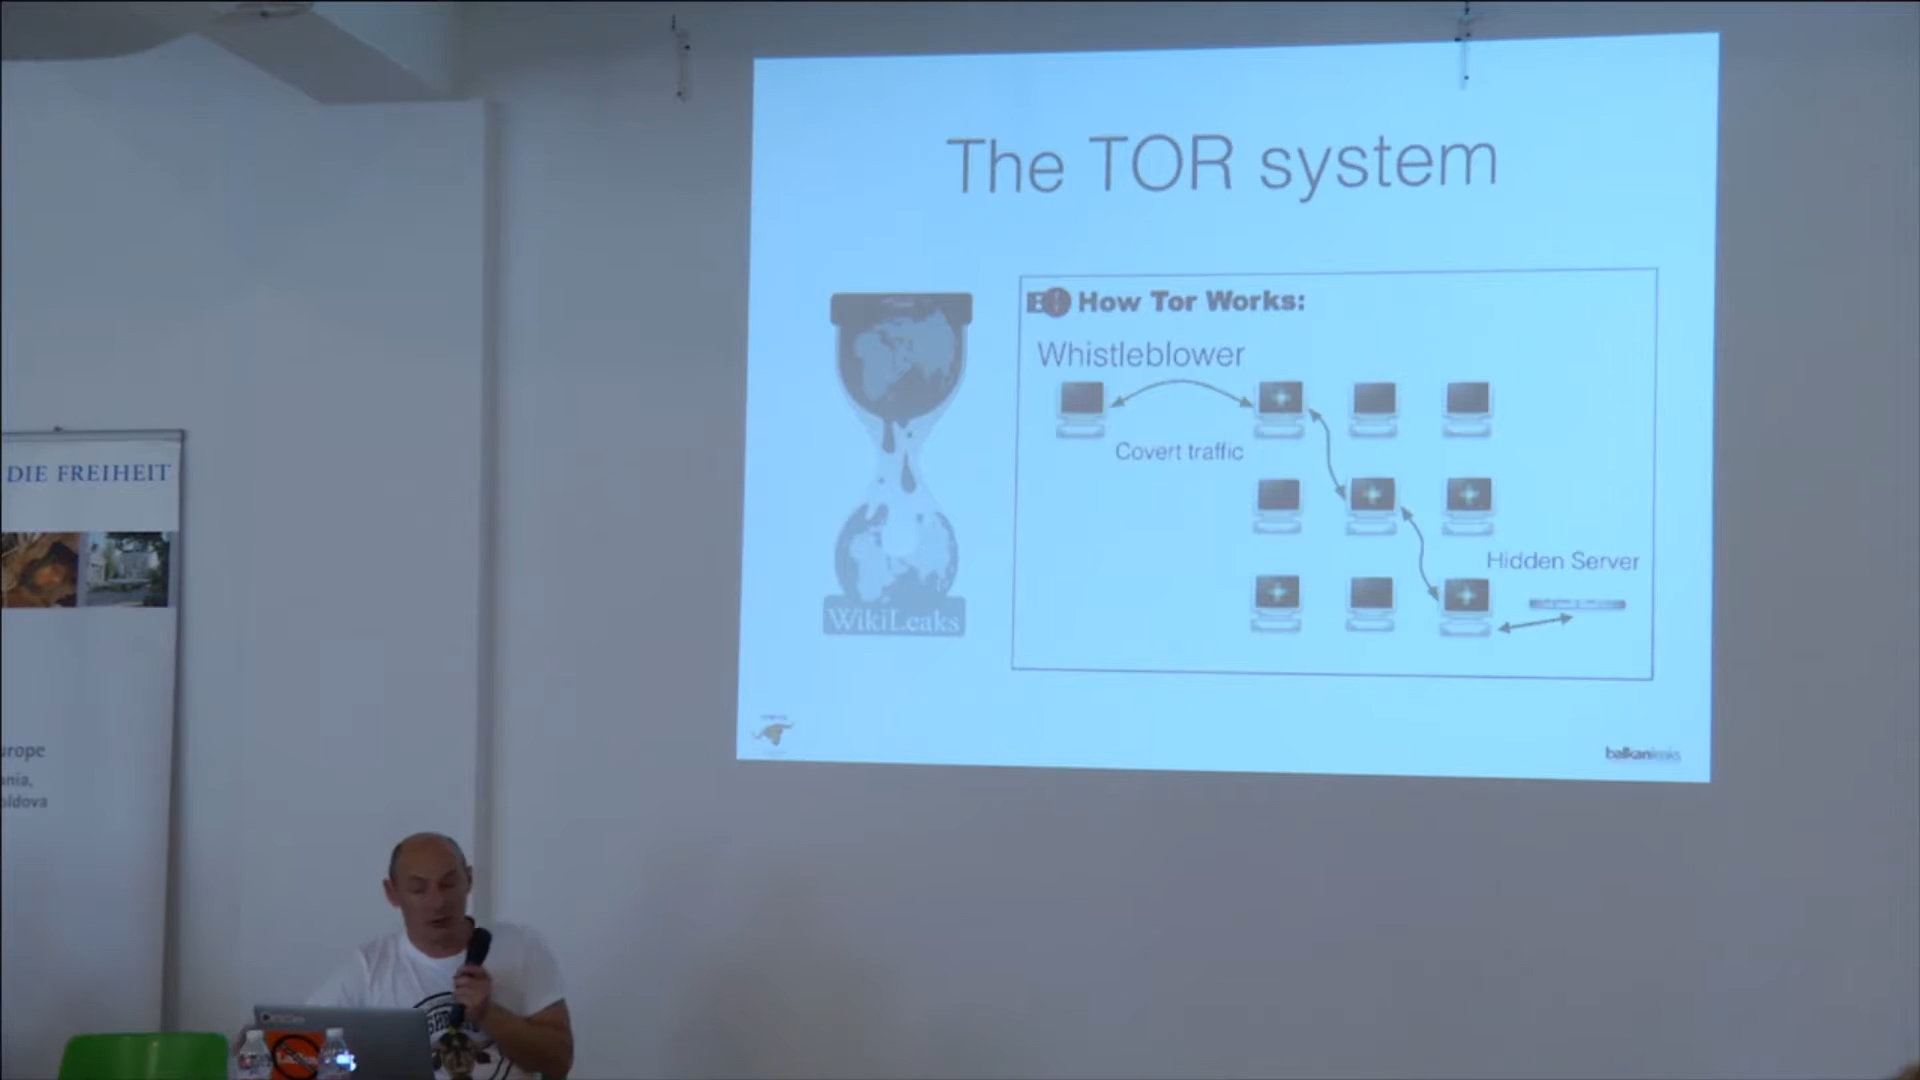 The TOR system
How Tor Works:
Whistleblower
Covert traffic
Hidden Server
WikiLeaks
balkanleaks
DIE FREIHEIT
urope
ania,
oldova